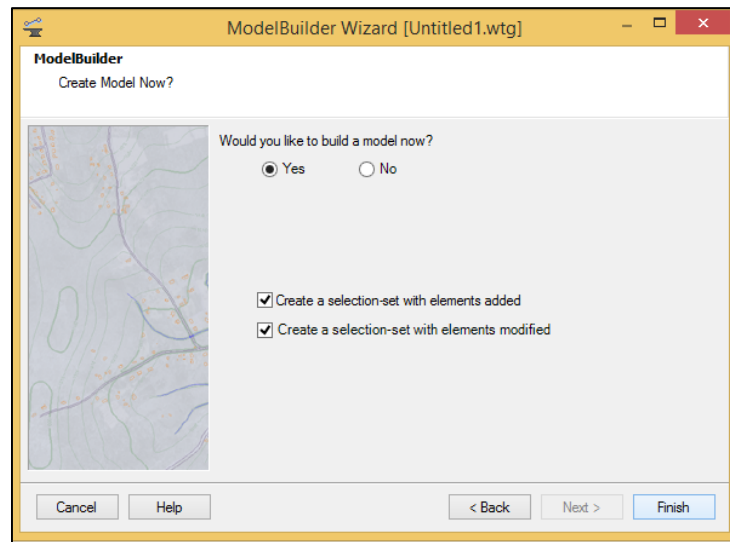 ModelBuilder Wizard [Untitled1.wtg]
ModelBuilder
Create Model Now?
Would you like to build a model now?
Yes No
Create a selection-set with elements added
Create a selection-set with elements modified
Cancel Help < Back Next > Finish